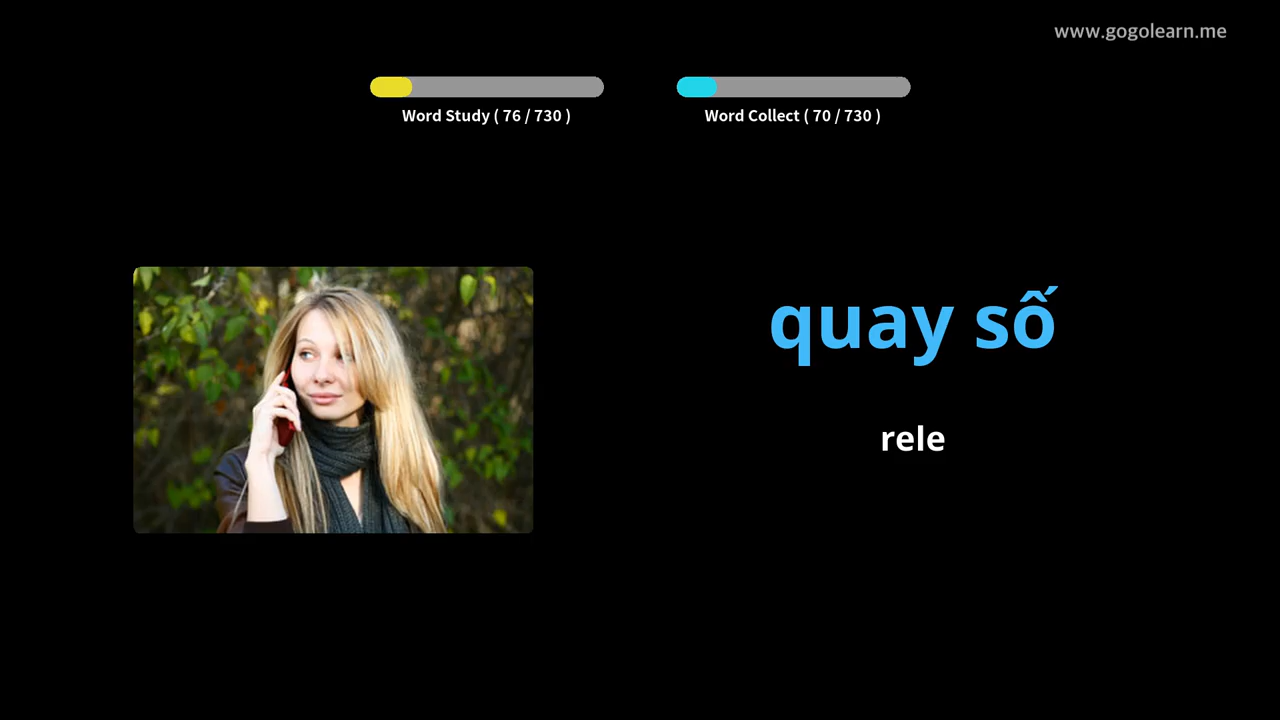 www.gogolearn.me
Word Study ( 76 / 730 )
Word Collect ( 70 / 730 )
quay số
rele